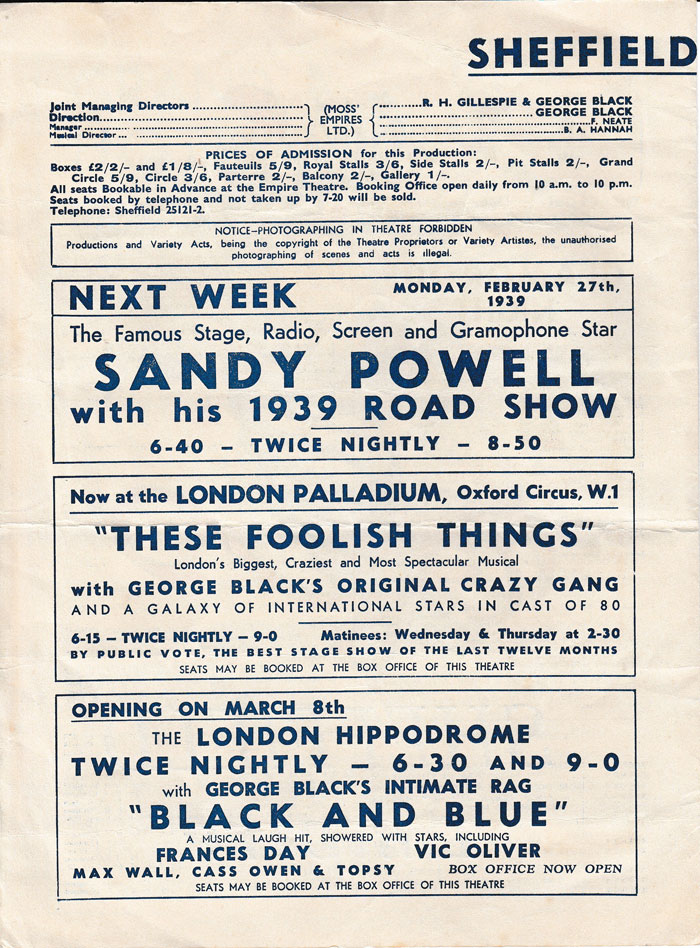 SHEFFIELD
Joint Managing Directors ........................ R. H. GILLESPIE & GEORGE BLACK
Direction........................ (MOSS' EMPIRES LTD.) ........................ GEORGE BLACK
Manager ........................ F. NEATE
Musical Director ........................ B. A. HANNAH
PRICES OF ADMISSION for this Production:
Boxes £2/2/- and £1/8/-, Fauteuils 5/9, Royal Stalls 3/6, Side Stalls 2/-, Pit Stalls 2/-, Grand
Circle 5/9, Circle 3/6, Parterre 2/-, Balcony 2/-, Gallery 1/-.
All seats Bookable in Advance at the Empire Theatre. Booking Office open daily from 10 a.m. to 10 p.m.
Seats booked by telephone and not taken up by 7-20 will be sold.
Telephone: Sheffield 25121-2.
NOTICE-PHOTOGRAPHING IN THEATRE FORBIDDEN
Productions and Variety Acts, being the copyright of the Theatre Proprietors or Variety Artistes, the unauthorised
photographing of scenes and acts is illegal.
NEXT WEEK MONDAY, FEBRUARY 27th,
1939
The Famous Stage, Radio, Screen and Gramophone Star
SANDY POWELL
with his 1939 ROAD SHOW
6-40 – TWICE NIGHTLY – 8-50
Now at the LONDON PALLADIUM, Oxford Circus, W.1
"THESE FOOLISH THINGS"
London's Biggest, Craziest and Most Spectacular Musical
with GEORGE BLACK'S ORIGINAL CRAZY GANG
AND A GALAXY OF INTERNATIONAL STARS IN CAST OF 80
6-15 – TWICE NIGHTLY – 9-0 Matinees: Wednesday & Thursday at 2-30
BY PUBLIC VOTE, THE BEST STAGE SHOW OF THE LAST TWELVE MONTHS
SEATS MAY BE BOOKED AT THE BOX OFFICE OF THIS THEATRE
OPENING ON MARCH 8th
THE LONDON HIPPODROME
TWICE NIGHTLY – 6-30 AND 9-0
with GEORGE BLACK'S INTIMATE RAG
"BLACK AND BLUE"
A MUSICAL LAUGH HIT, SHOWERED WITH STARS, INCLUDING
FRANCES DAY VIC OLIVER
MAX WALL, CASS OWEN & TOPSY BOX OFFICE NOW OPEN
SEATS MAY BE BOOKED AT THE BOX OFFICE OF THIS THEATRE